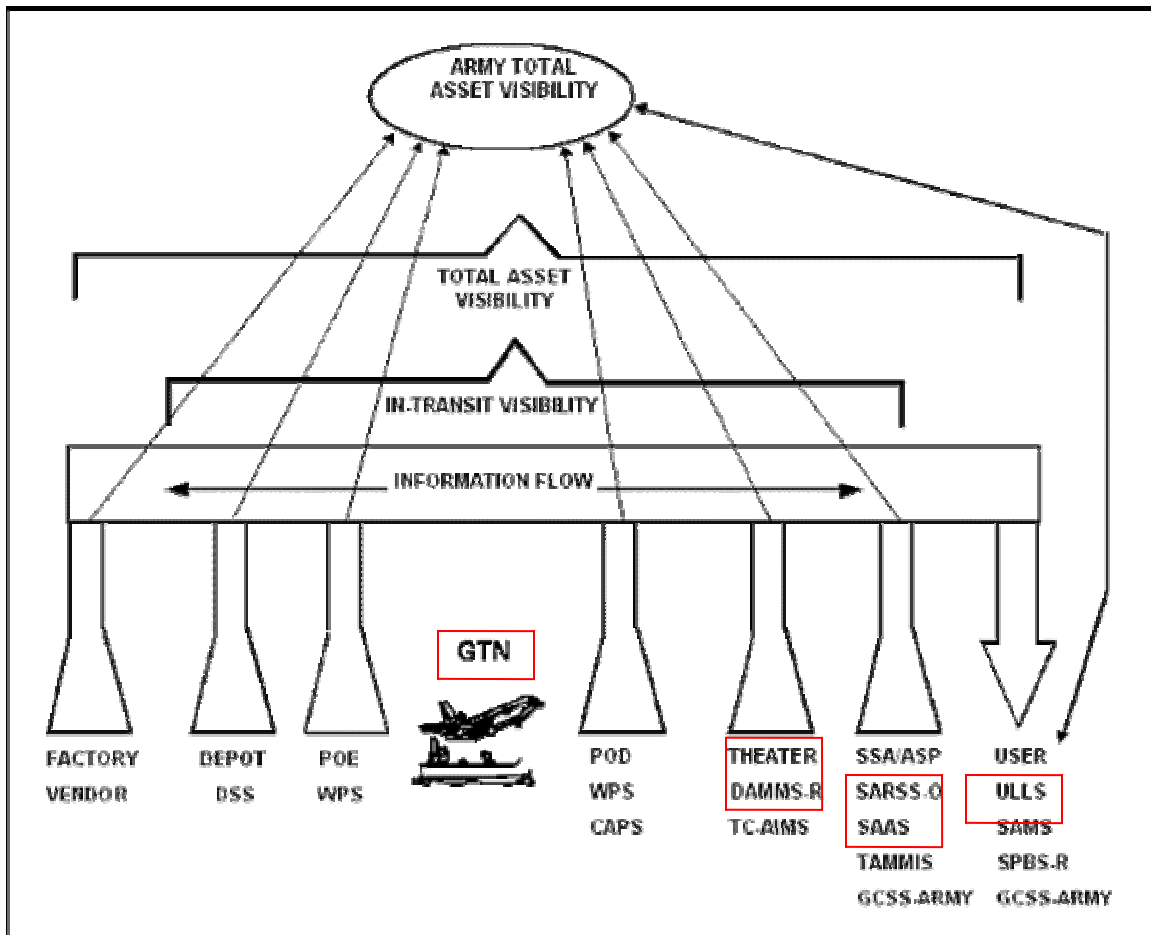 ARMY TOTAL
ASSET VISIBILITY
TOTAL ASSET
VISIBILITY
IN-TRANSIT VISIBILITY
INFORMATION FLOW
GTN
FACTORY
VENDOR
DEPOT
DSS
POE
WPS
POD
WPS
CAPS
THEATER
DAMMS-R
TC-AIMS
SSA/ASP
SARSS-O
SAAS
TAMMIS
GCSS-ARMY
USER
ULLS
SAMS
SPBS-R
GCSS-ARMY